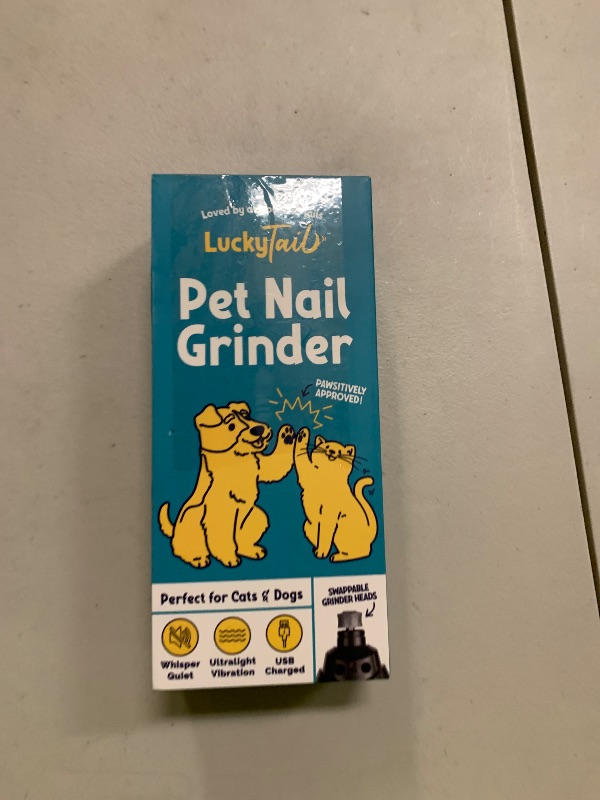 Loved by
LuckyTail
Pet Nail
Grinder
PAWSITIVELY
APPROVED!
Perfect for Cats & Dogs
SWAPPABLE
GRINDER HEADS
Whisper
Quiet
Ultralight
Vibration
USB
Charged